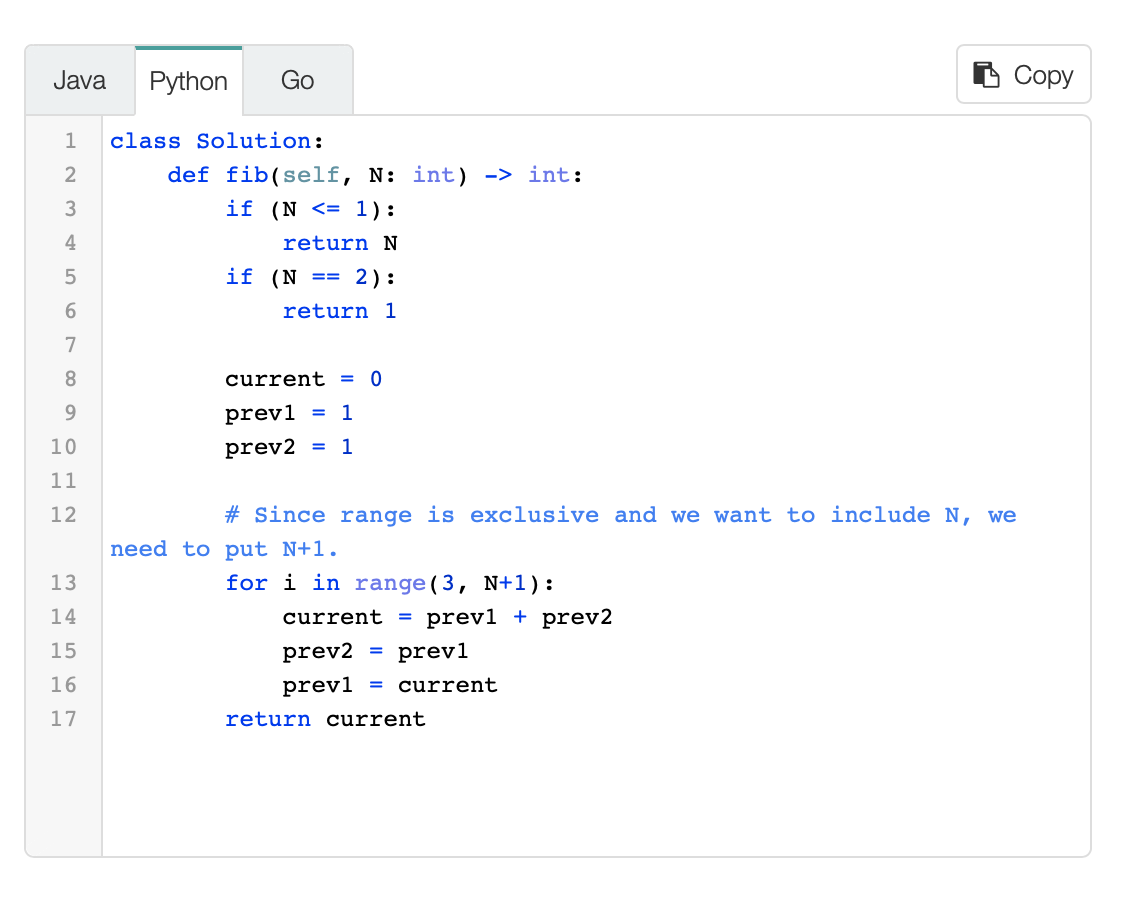 Java Python Go Copy
1 class Solution:
2     def fib(self, N: int) -> int:
3         if (N <= 1):
4             return N
5         if (N == 2):
6             return 1
7
8         current = 0
9         prev1 = 1
10         prev2 = 1
11
12         # Since range is exclusive and we want to include N, we
need to put N+1.
13         for i in range(3, N+1):
14             current = prev1 + prev2
15             prev2 = prev1
16             prev1 = current
17         return current